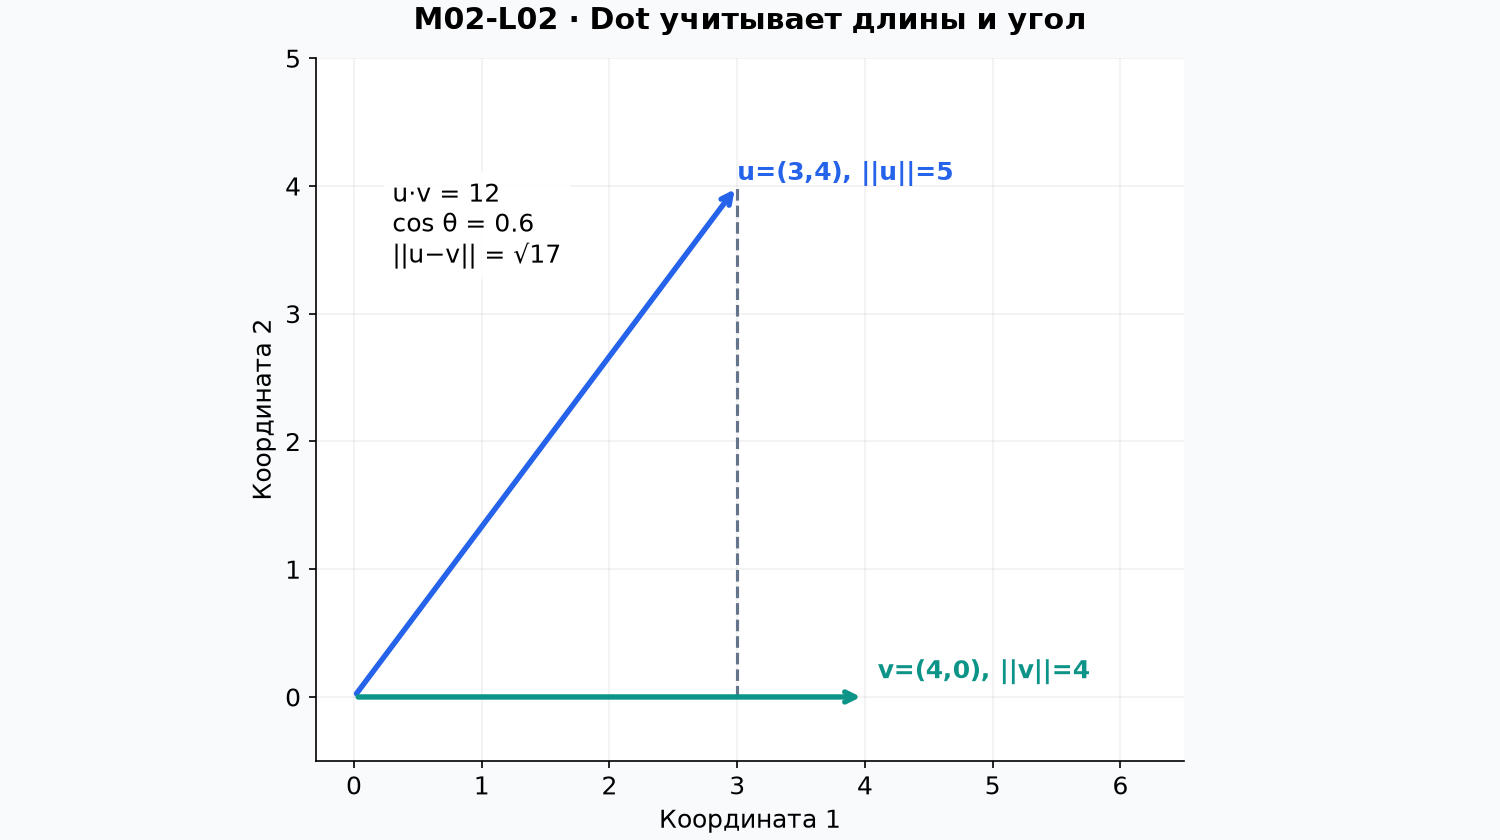 M02-L02 · Dot учитывает длины и угол
5
u=(3,4), ||u||=5
4
u·v = 12
cos θ = 0.6
||u−v|| = √17
3
Координата 2
2
1
v=(4,0), ||v||=4
0
0 1 2 3 4 5 6
Координата 1